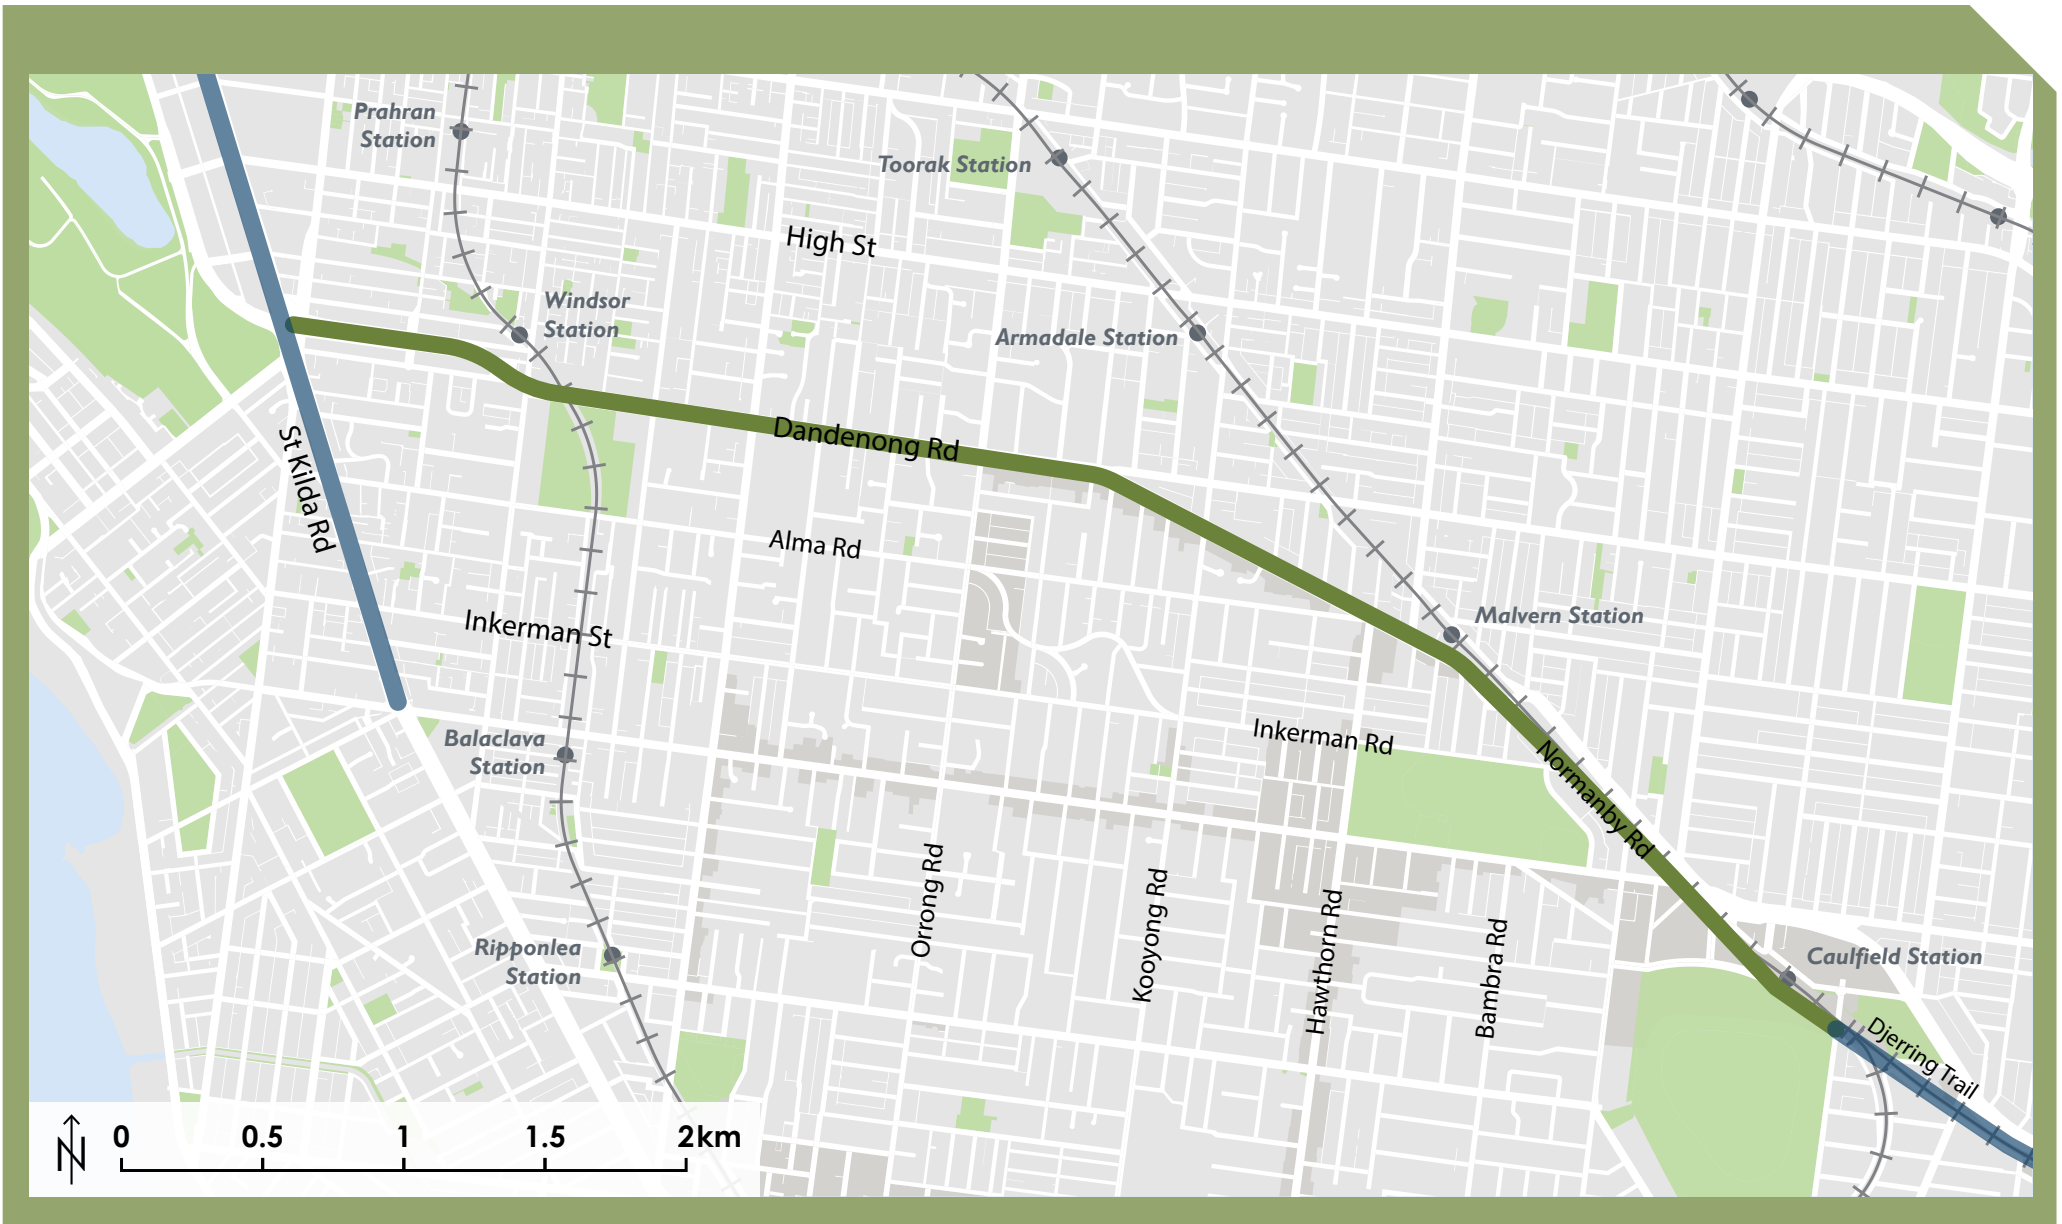 Prahran
Station
Toorak Station
High St
Windsor
Station
Armadale Station
Dandenong Rd
St Kilda Rd
Alma Rd
Inkerman St
Malvern Station
Inkerman Rd
Balaclava
Station
Normanby Rd
Orrong Rd
Kooyong Rd
Hawthorn Rd
Bambra Rd
Ripponlea
Station
Caulfield Station
Djerring Trail
N
0 0.5 1 1.5 2km